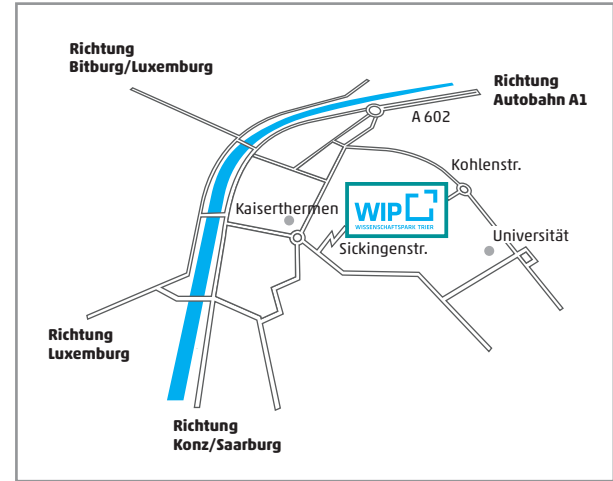 Richtung
Bitburg/Luxemburg
Richtung
Autobahn A1
A 602
Kohlenstr.
Kaiserthermen
WIP
WISSENSCHAFTSPARK TRIER
Universität
Sickingenstr.
Richtung
Luxemburg
Richtung
Konz/Saarburg